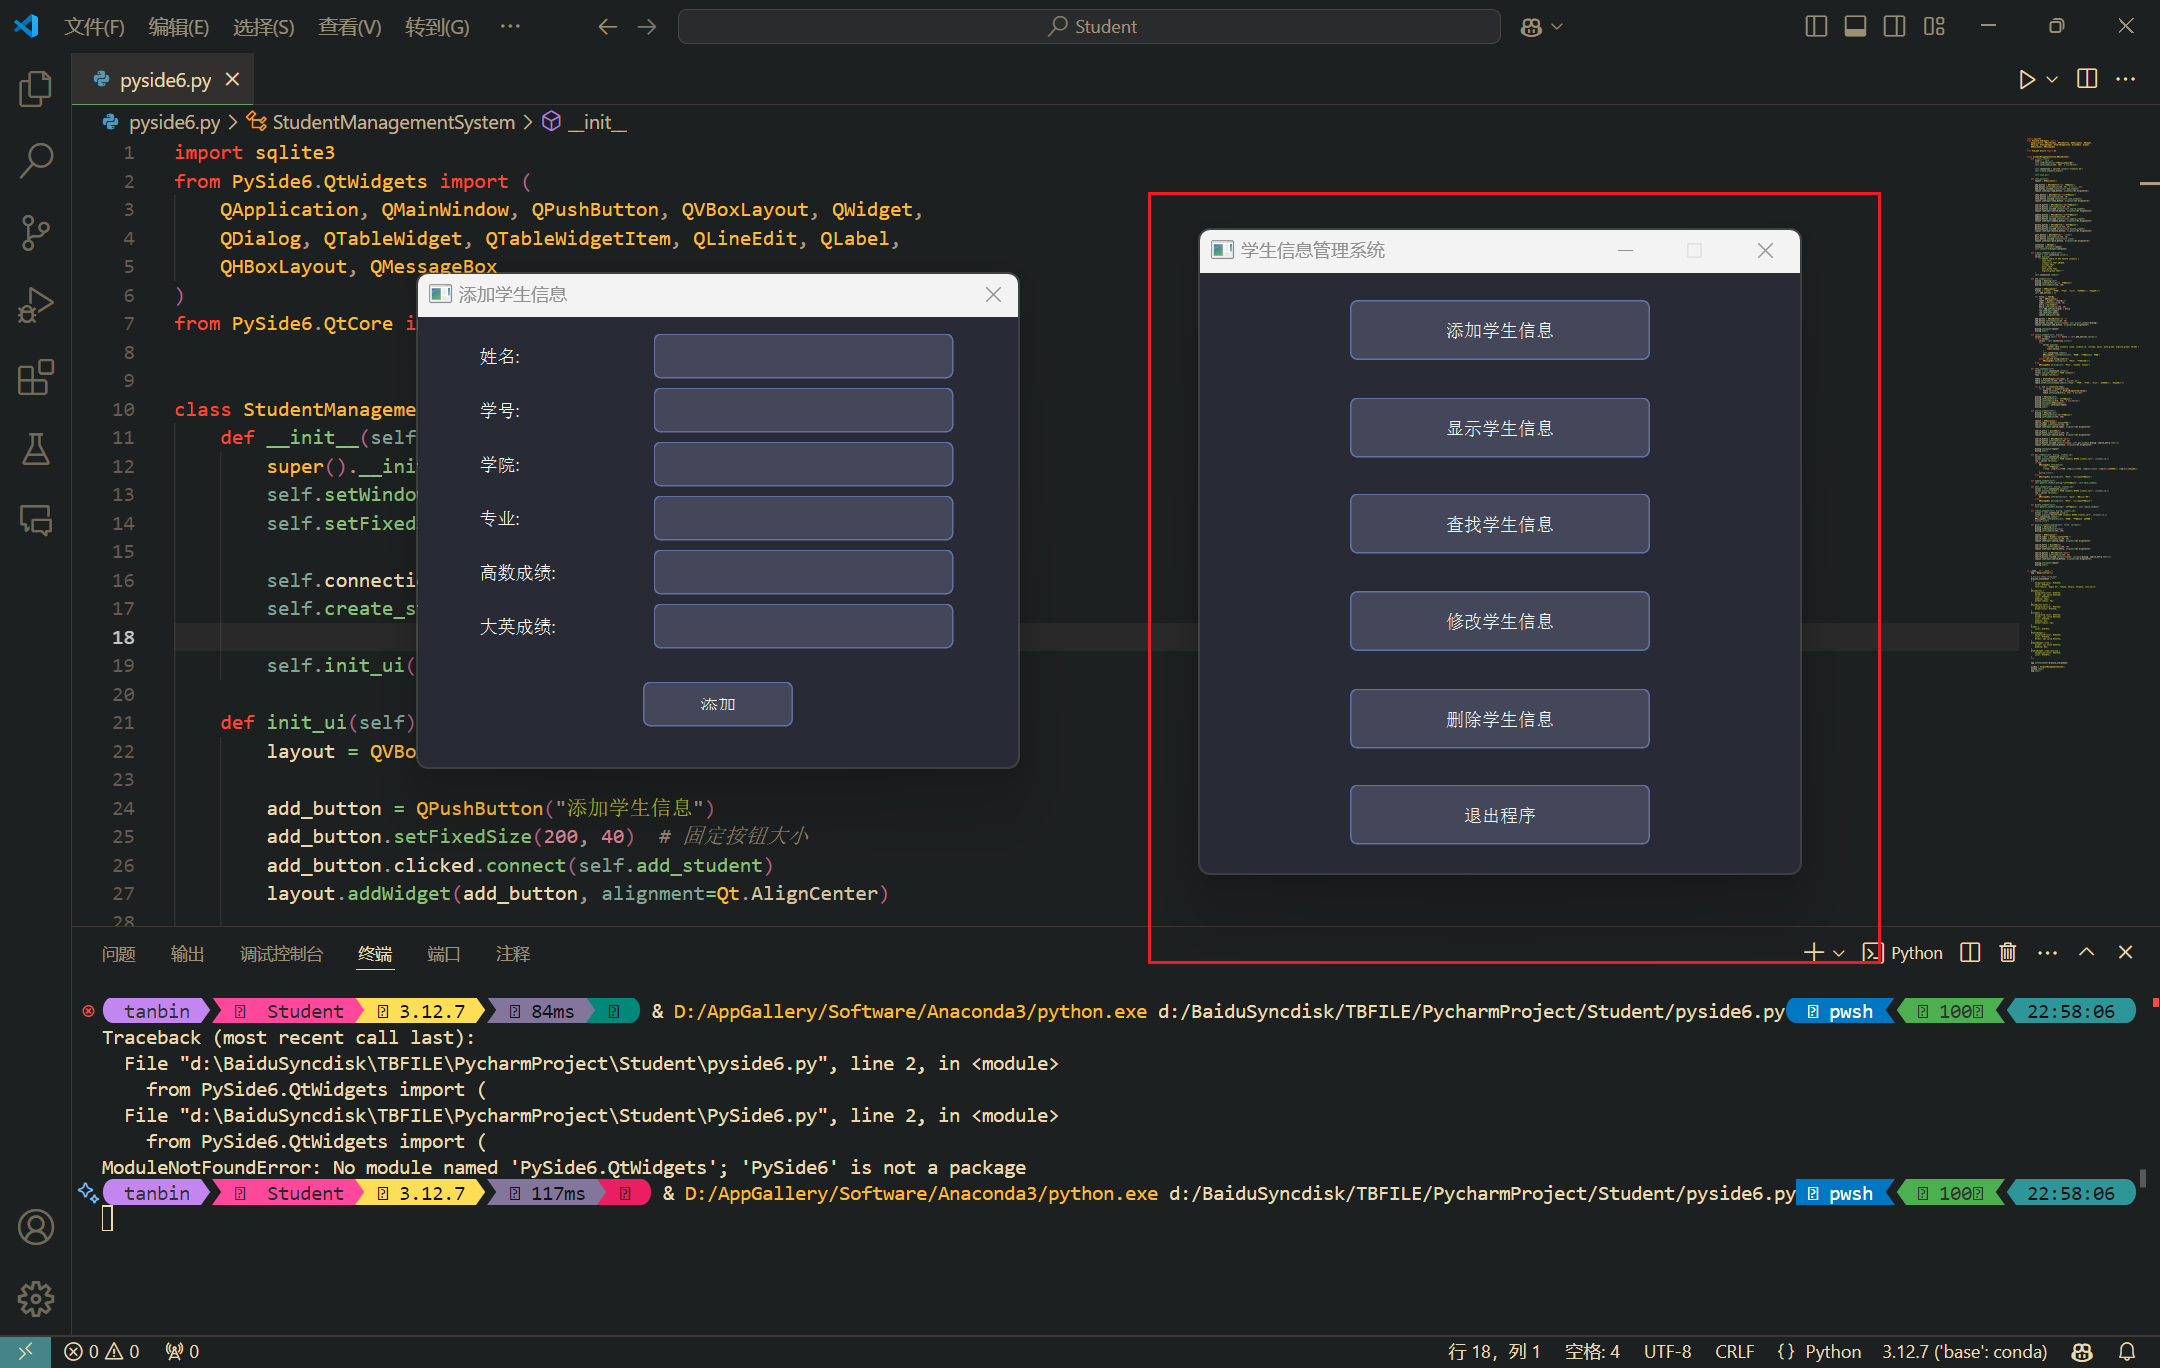 文件(F) 编辑(E) 选择(S) 查看(V) 转到(G) ··· Student
pyside6.py
pyside6.py > StudentManagementSystem > __init__
1 import sqlite3
2 from PySide6.QtWidgets import (
3 QApplication, QMainWindow, QPushButton, QVBoxLayout, QWidget,
4 QDialog, QTableWidget, QTableWidgetItem, QLineEdit, QLabel,
5 QHBoxLayout, QMessageBox
6 )
7 from PySide6.QtCore i
8
9
10 class StudentManageme
11 def __init__(self
12 super().__ini
13 self.setWindo
14 self.setFixed
15
16 self.connecti
17 self.create_s
18
19 self.init_ui(
20
21 def init_ui(self)
22 layout = QVBo
23
24 add_button = QPushButton("添加学生信息")
25 add_button.setFixedSize(200, 40) # 固定按钮大小
26 add_button.clicked.connect(self.add_student)
27 layout.addWidget(add_button, alignment=Qt.AlignCenter)
28
添加学生信息
姓名:
学号:
学院:
专业:
高数成绩:
大英成绩:
添加
学生信息管理系统
添加学生信息
显示学生信息
查找学生信息
修改学生信息
删除学生信息
退出程序
问题 输出 调试控制台 终端 端口 注释 Python
tanbin Student 3.12.7 84ms & D:/AppGallery/Software/Anaconda3/python.exe d:/BaiduSyncdisk/TBFILE/PycharmProject/Student/pyside6.py pwsh 100 22:58:06
Traceback (most recent call last):
File "d:\BaiduSyncdisk\TBFILE\PycharmProject\Student\pyside6.py", line 2, in <module>
from PySide6.QtWidgets import (
File "d:\BaiduSyncdisk\TBFILE\PycharmProject\Student\PySide6.py", line 2, in <module>
from PySide6.QtWidgets import (
ModuleNotFoundError: No module named 'PySide6.QtWidgets'; 'PySide6' is not a package
tanbin Student 3.12.7 117ms & D:/AppGallery/Software/Anaconda3/python.exe d:/BaiduSyncdisk/TBFILE/PycharmProject/Student/pyside6.py pwsh 100 22:58:06
0 0 0 行 18, 列 1 空格: 4 UTF-8 CRLF {} Python 3.12.7 ('base': conda)